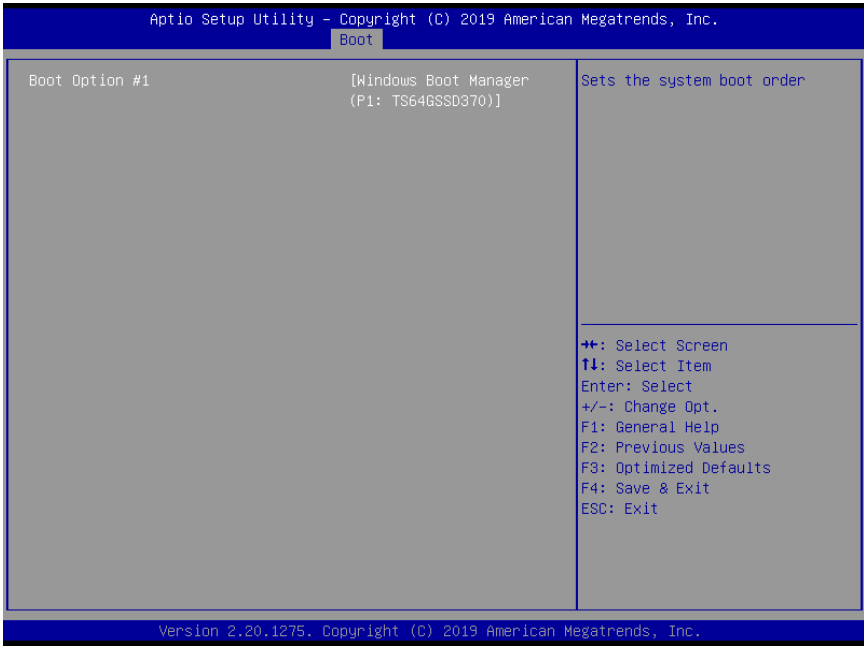 Aptio Setup Utility – Copyright (C) 2019 American Megatrends, Inc.
Boot
Boot Option #1 [Windows Boot Manager
(P1: TS64GSSD370)]
Sets the system boot order
→←: Select Screen
↑↓: Select Item
Enter: Select
+/-: Change Opt.
F1: General Help
F2: Previous Values
F3: Optimized Defaults
F4: Save & Exit
ESC: Exit
Version 2.20.1275. Copyright (C) 2019 American Megatrends, Inc.